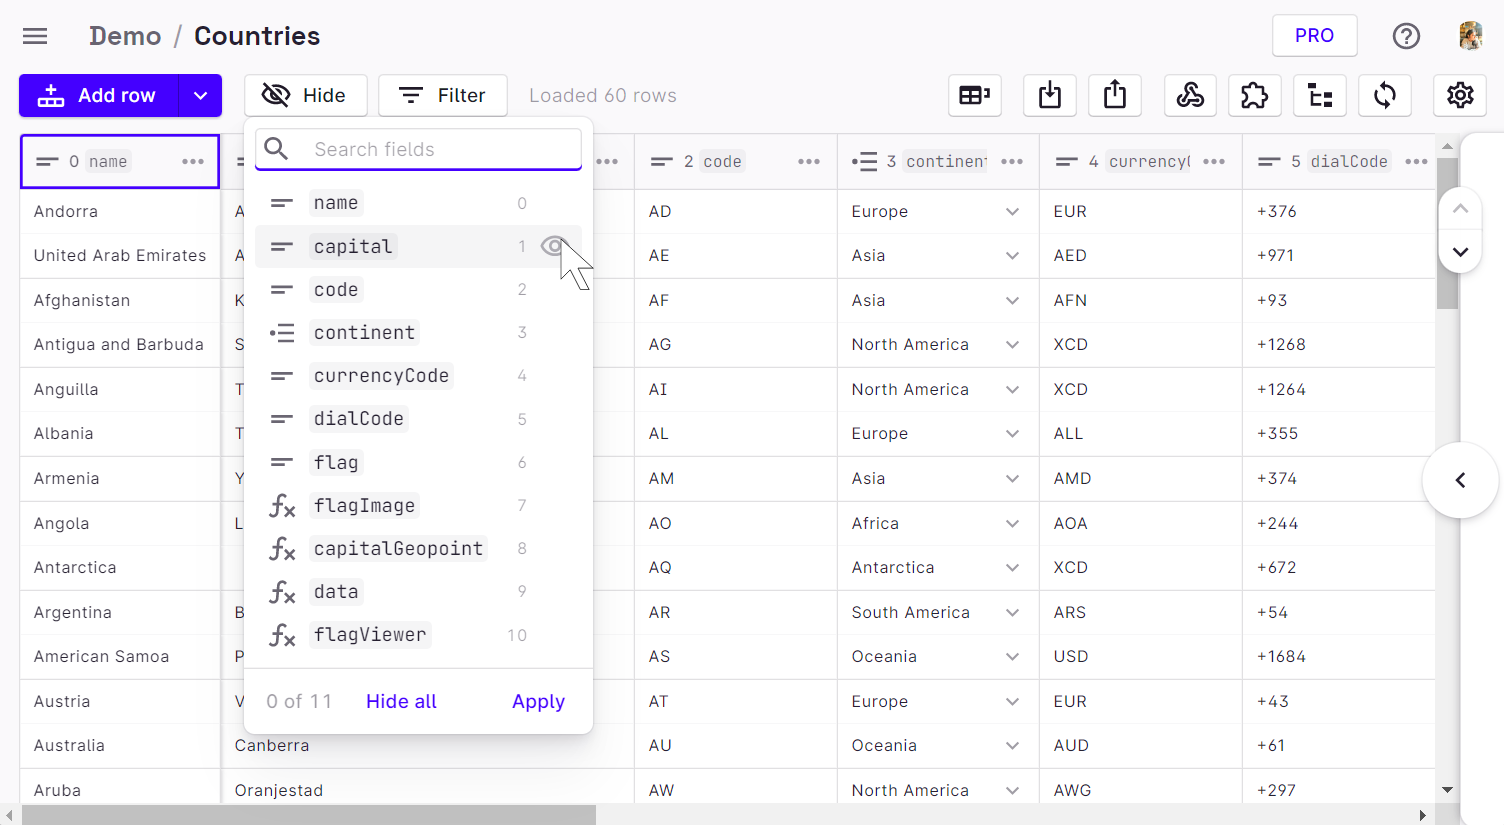 Demo / Countries
PRO
Add row
Hide
Filter
Loaded 60 rows
0 name
2 code
3 continent
4 currency(
5 dialCode
Search fields
name 0
capital 1
code 2
continent 3
currencyCode 4
dialCode 5
flag 6
flagImage 7
capitalGeopoint 8
data 9
flagViewer 10
0 of 11
Hide all
Apply
Andorra A AD Europe EUR +376
United Arab Emirates A AE Asia AED +971
Afghanistan K AF Asia AFN +93
Antigua and Barbuda S AG North America XCD +1268
Anguilla T AI North America XCD +1264
Albania T AL Europe ALL +355
Armenia Y AM Asia AMD +374
Angola L AO Africa AOA +244
Antarctica AQ Antarctica XCD +672
Argentina B AR South America ARS +54
American Samoa P AS Oceania USD +1684
Austria V AT Europe EUR +43
Australia Canberra AU Oceania AUD +61
Aruba Oranjestad AW North America AWG +297